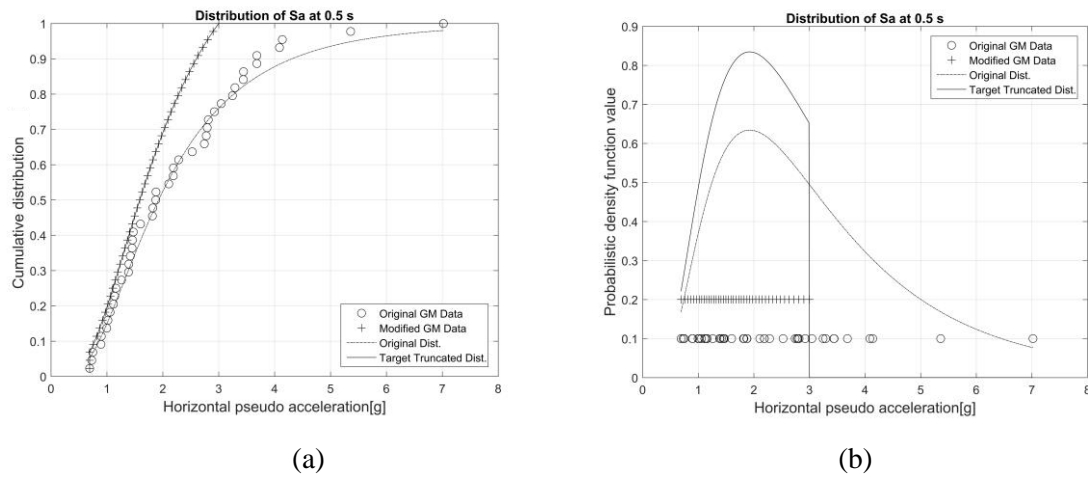 Distribution of Sa at 0.5 s
Cumulative distribution
1
0.9
0.8
0.7
0.6
0.5
0.4
0.3
0.2
0.1
0
0 1 2 3 4 5 6 7 8
Horizontal pseudo acceleration[g]
Original GM Data
Modified GM Data
Original Dist.
Target Truncated Dist.
(a)
Distribution of Sa at 0.5 s
Probabilistic density function value
0.9
0.8
0.7
0.6
0.5
0.4
0.3
0.2
0.1
0
0 1 2 3 4 5 6 7 8
Horizontal pseudo acceleration[g]
Original GM Data
Modified GM Data
Original Dist.
Target Truncated Dist.
(b)